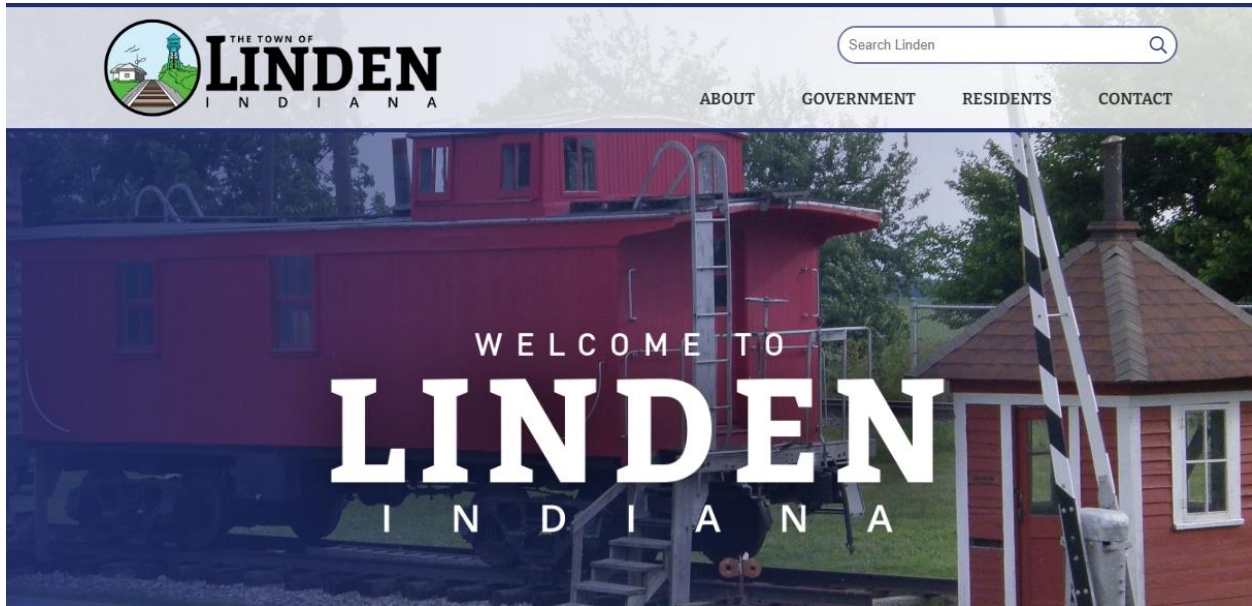 THE TOWN OF
LINDEN
INDIANA
Search Linden
ABOUT GOVERNMENT RESIDENTS CONTACT
WELCOME TO
LINDEN
INDIANA